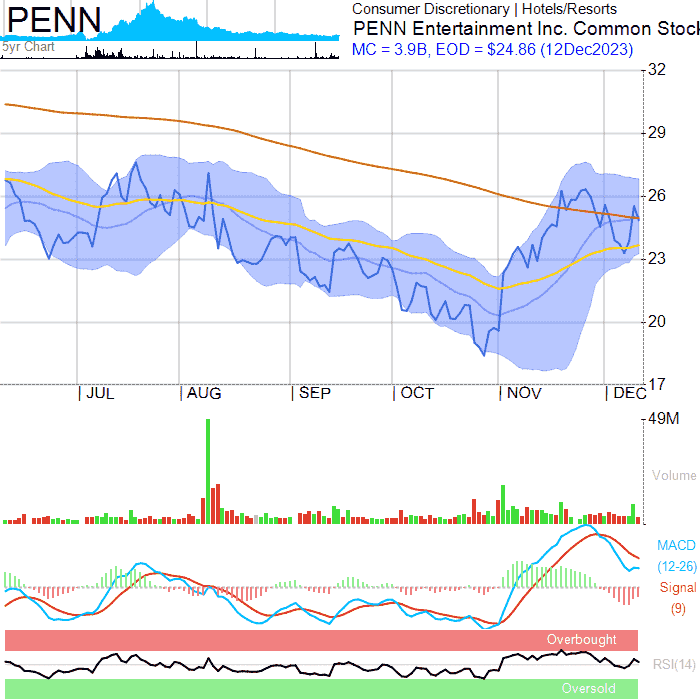 PENN
5yr Chart
Consumer Discretionary | Hotels/Resorts
PENN Entertainment Inc. Common Stock
MC = 3.9B, EOD = $24.86 (12Dec2023)
32
29
26
23
20
17
JUL AUG SEP OCT NOV DEC
49M
Volume
MACD
(12-26)
Signal
(9)
Overbought
RSI(14)
Oversold